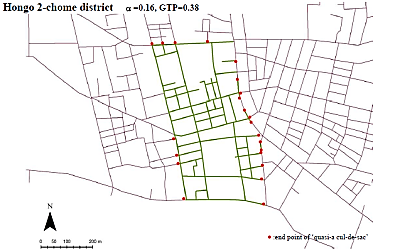 Hongo 2-chome district α =0.16, GTP=0.38
N
0 50 100 200 m
:end point of "quasi-a cul-de-sac"